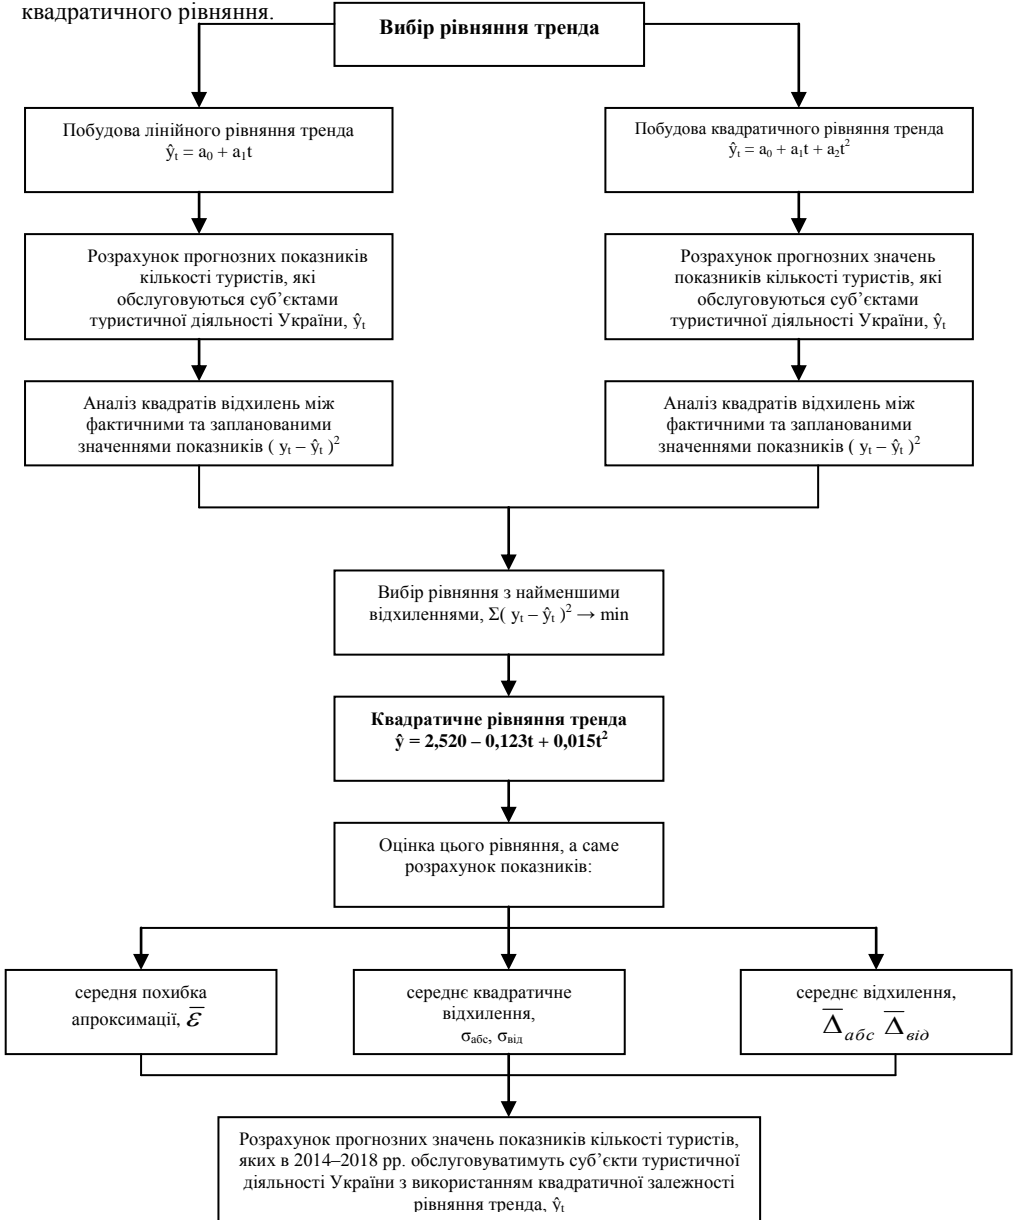 квадратичного рівняння.
Вибір рівняння тренда
Побудова лінійного рівняння тренда
ŷt = a0 + a1t
Побудова квадратичного рівняння тренда
ŷt = a0 + a1t + a2t²
Розрахунок прогнозних показників
кількості туристів, які
обслуговуються суб’єктами
туристичної діяльності України, ŷt
Розрахунок прогнозних значень
показників кількості туристів, які
обслуговуються суб’єктами
туристичної діяльності України, ŷt
Аналіз квадратів відхилень між
фактичними та запланованими
значеннями показників ( yt – ŷt )²
Аналіз квадратів відхилень між
фактичними та запланованими
значеннями показників ( yt – ŷt )²
Вибір рівняння з найменшими
відхиленнями, Σ( yt – ŷt )² → min
Квадратичне рівняння тренда
ŷ = 2,520 – 0,123t + 0,015t²
Оцінка цього рівняння, а саме
розрахунок показників:
середня похибка
апроксимації, ε̅
середнє квадратичне
відхилення,
σабс, σвід
середнє відхилення,
Δ̅абс Δ̅від
Розрахунок прогнозних значень показників кількості туристів,
яких в 2014–2018 рр. обслуговуватимуть суб’єкти туристичної
діяльності України з використанням квадратичної залежності
рівняння тренда, ŷt